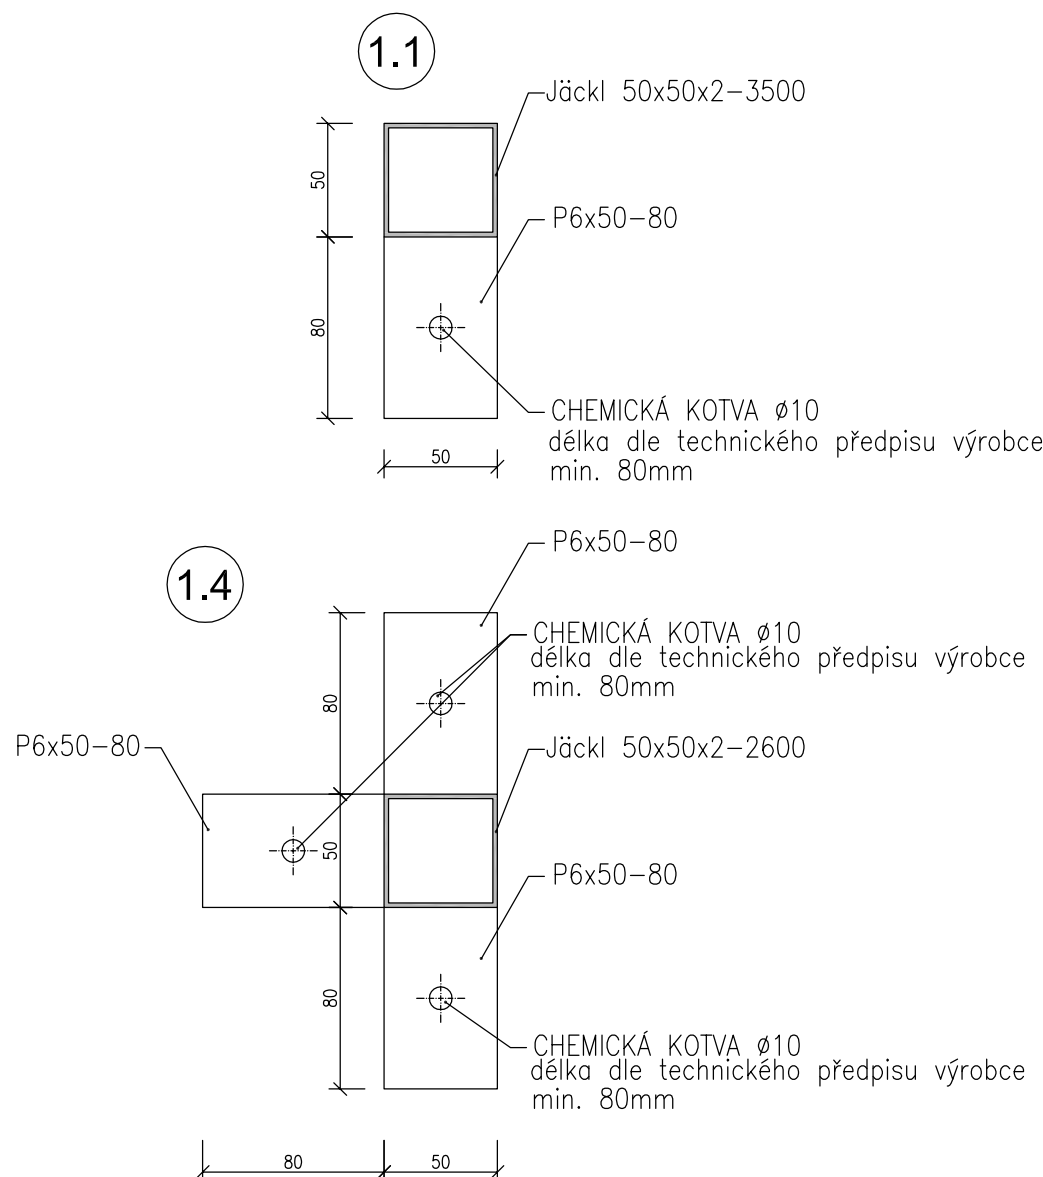 1.1
Jäckl 50x50x2-3500
50
P6x50-80
80
CHEMICKÁ KOTVA ø10
délka dle technického předpisu výrobce
min. 80mm
50
P6x50-80
1.4
CHEMICKÁ KOTVA ø10
délka dle technického předpisu výrobce
min. 80mm
80
P6x50-80
Jäckl 50x50x2-2600
50
P6x50-80
80
CHEMICKÁ KOTVA ø10
délka dle technického předpisu výrobce
min. 80mm
80
50